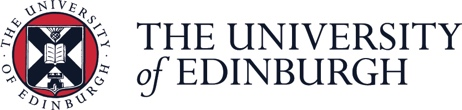 · THE UNIVERSITY · OF EDINBURGH
THE UNIVERSITY
of EDINBURGH